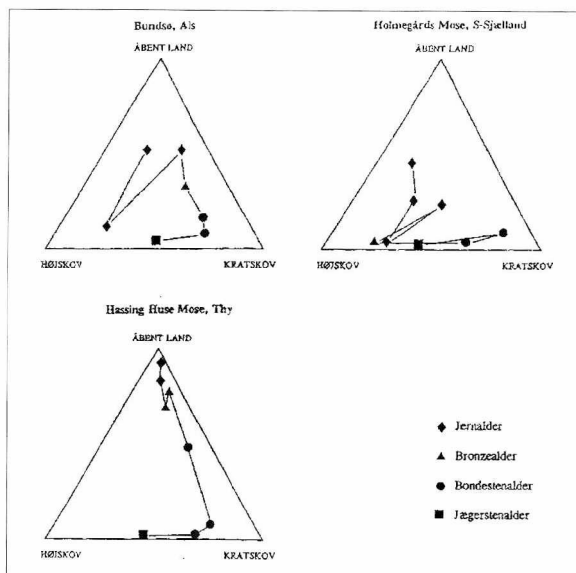 Bundsø, Als
ÅBENT LAND
HØJSKOV
KRATSKOV
Holmegårds Mose, S-Sjælland
ÅBENT LAND
HØJSKOV
KRATSKOV
Hassing Huse Mose, Thy
ÅBENT LAND
HØJSKOV
KRATSKOV
Jernalder
Bronzealder
Bondestenalder
Jægerstenalder